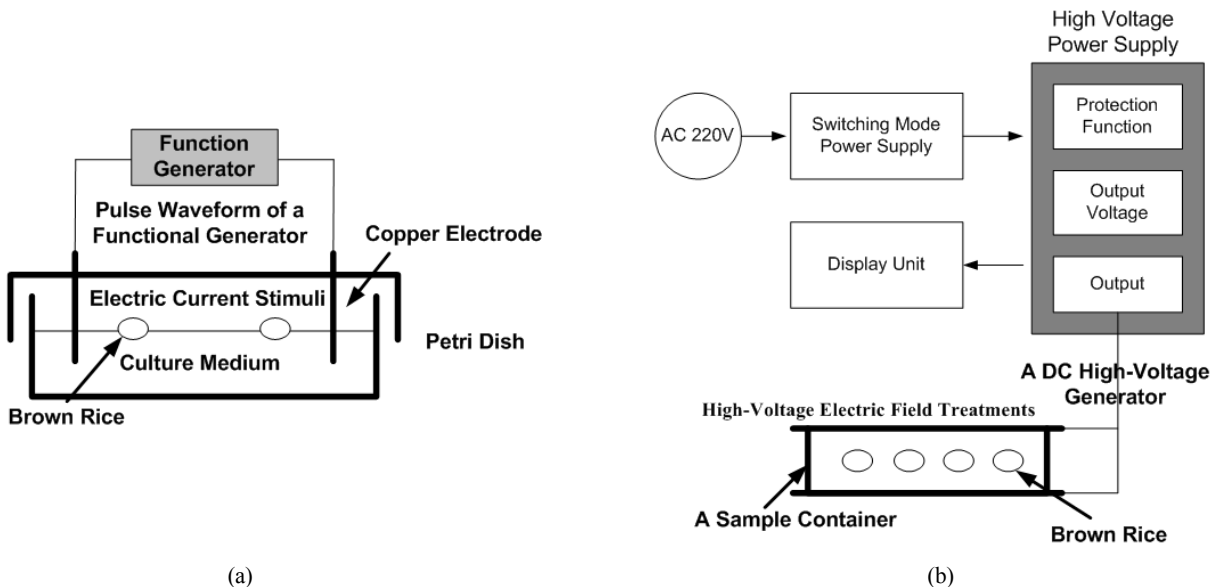 Function
Generator
Pulse Waveform of a
Functional Generator
Copper Electrode
Electric Current Stimuli
Petri Dish
Culture Medium
Brown Rice
(a)
High Voltage
Power Supply
AC 220V
Switching Mode
Power Supply
Protection
Function
Output
Voltage
Display Unit
Output
A DC High-Voltage
Generator
High-Voltage Electric Field Treatments
A Sample Container
Brown Rice
(b)